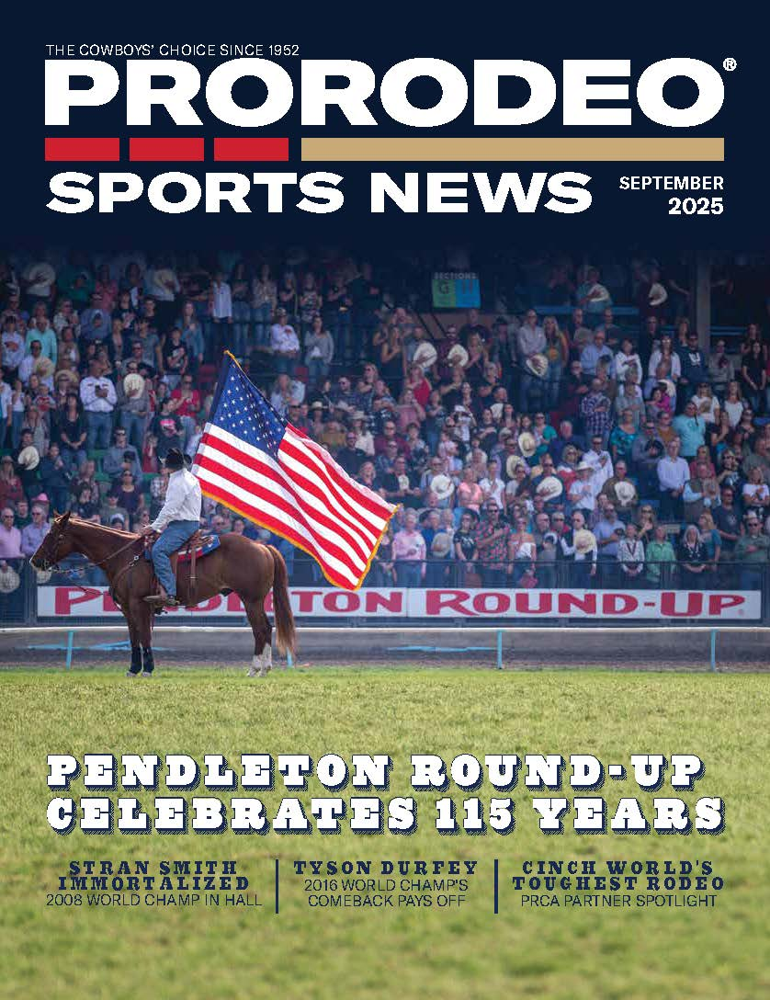 THE COWBOYS' CHOICE SINCE 1952
PRORODEO®
SPORTS NEWS
SEPTEMBER
2025
SECTIONS
G H
PENDLETON ROUND-UP
PENDLETON ROUND-UP
CELEBRATES 115 YEARS
STRAN SMITH
IMMORTALIZED
2008 WORLD CHAMP IN HALL
TYSON DURFEY
2016 WORLD CHAMP'S
COMEBACK PAYS OFF
CINCH WORLD'S
TOUGHEST RODEO
PRCA PARTNER SPOTLIGHT